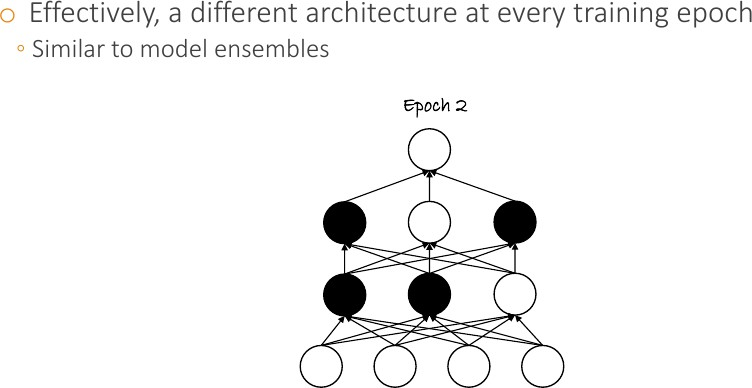 Effectively, a different architecture at every training epoch
Similar to model ensembles
Epoch 2